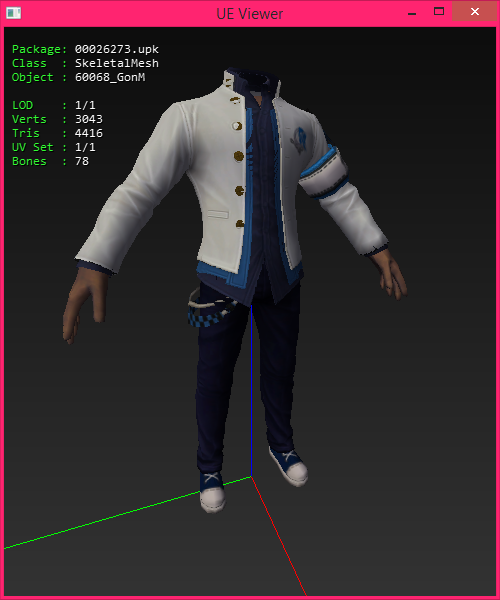 UE Viewer
Package: 00026273.upk
Class : SkeletalMesh
Object : 60068_GonM
LOD : 1/1
Verts : 3043
Tris : 4416
UV Set : 1/1
Bones : 78